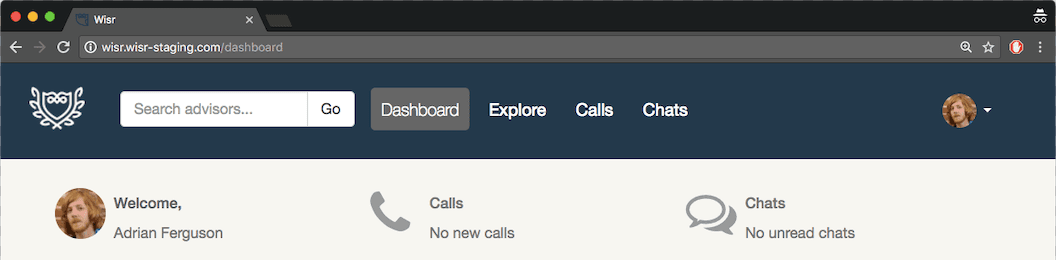 Wisr
wisr.wisr-staging.com/dashboard
Search advisors... Go Dashboard Explore Calls Chats
Welcome, Calls Chats
Adrian Ferguson No new calls No unread chats